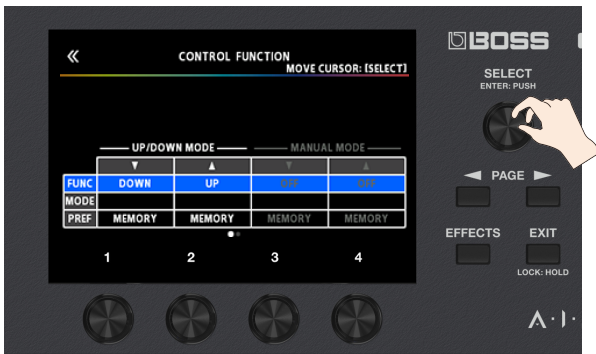 BOSS
« CONTROL FUNCTION
MOVE CURSOR: [SELECT]
SELECT
ENTER: PUSH
UP/DOWN MODE MANUAL MODE
▼ ▲ ▼ ▲
FUNC DOWN UP OFF OFF
MODE
PREF MEMORY MEMORY MEMORY MEMORY
1 2 3 4
◄ PAGE ►
EFFECTS EXIT
LOCK: HOLD
A·I·